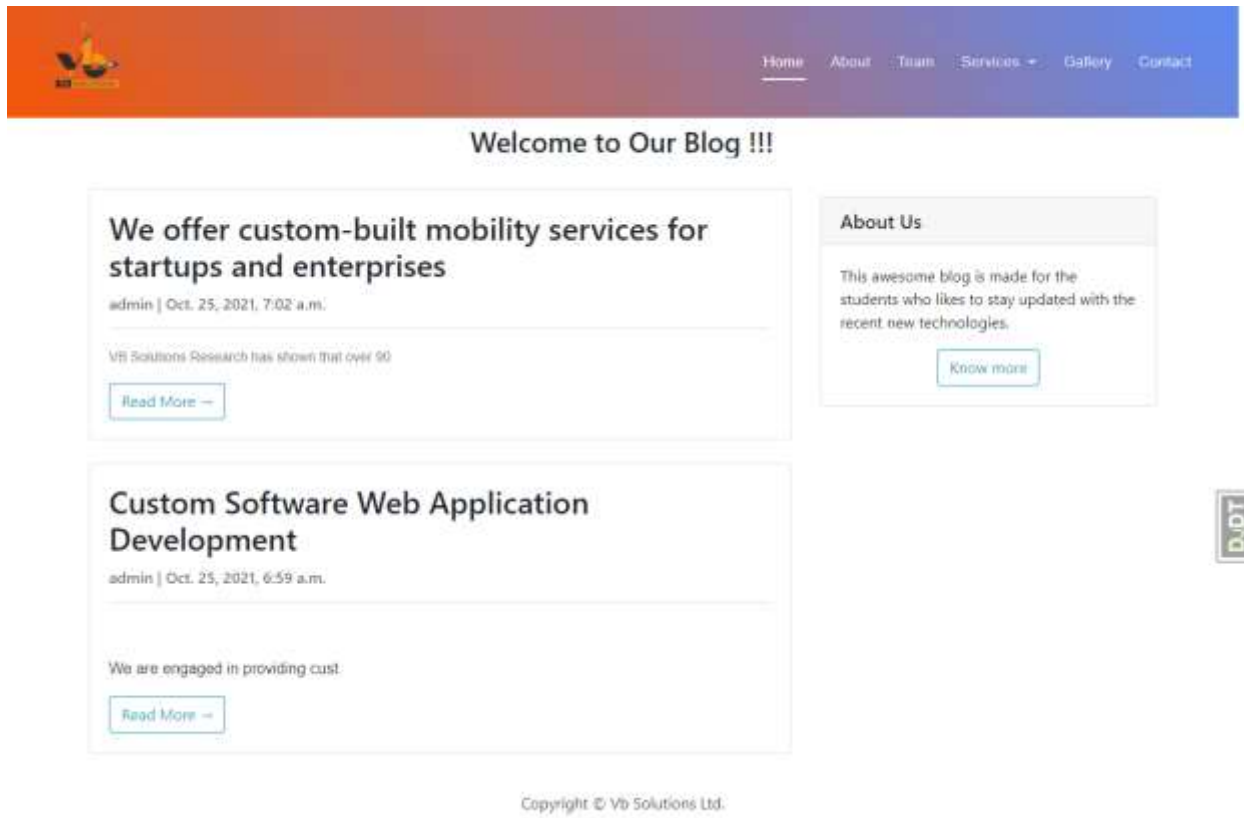 vb
Home About Team Services Gallery Contact
Welcome to Our Blog !!!
We offer custom-built mobility services for
startups and enterprises
admin | Oct. 25, 2021, 7:02 a.m.
VB Solutions Research has shown that over 90
Read More →
Custom Software Web Application
Development
admin | Oct. 25, 2021, 6:59 a.m.
We are engaged in providing cust
Read More →
About Us
This awesome blog is made for the
students who likes to stay updated with the
recent new technologies.
Know more
DJDT
Copyright © Vb Solutions Ltd.